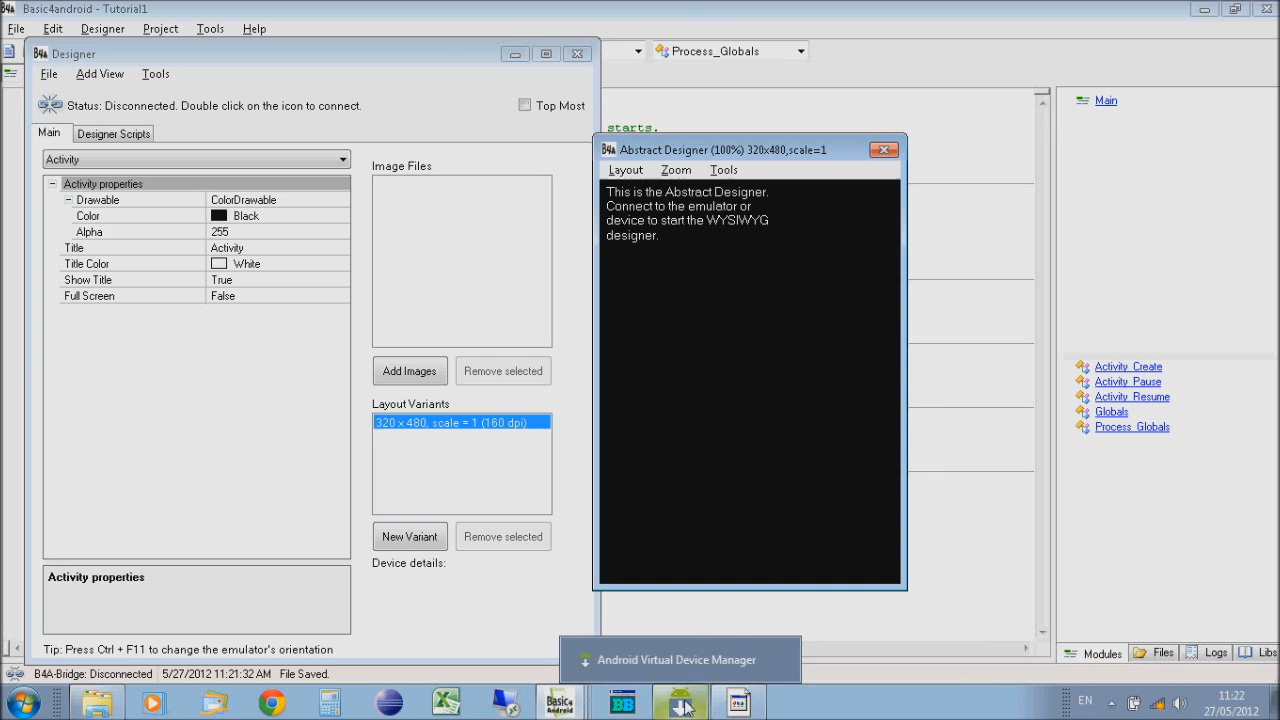 B4A Basic4android - Tutorial1
File Edit Designer Project Tools Help
B4A Designer
Process_Globals
File Add View Tools
Status: Disconnected. Double click on the icon to connect.
Top Most
Main Designer Scripts
Activity
Activity properties
Drawable ColorDrawable
Color Black
Alpha 255
Title Activity
Title Color White
Show Title True
Full Screen False
Activity properties
Tip: Press Ctrl + F11 to change the emulator's orientation
Image Files
Add Images Remove selected
Layout Variants
320 x 480, scale = 1 (160 dpi)
New Variant Remove selected
Device details:
starts.
B4A Abstract Designer (100%) 320x480,scale=1
Layout Zoom Tools
This is the Abstract Designer.
Connect to the emulator or
device to start the WYSIWYG
designer.
Main
Activity_Create
Activity_Pause
Activity_Resume
Globals
Process_Globals
Modules Files Logs Libs
B4A-Bridge: Disconnected 5/27/2012 11:21:32 AM File Saved.
Android Virtual Device Manager
Basic4 Android
BB
EN
11:22
27/05/2012